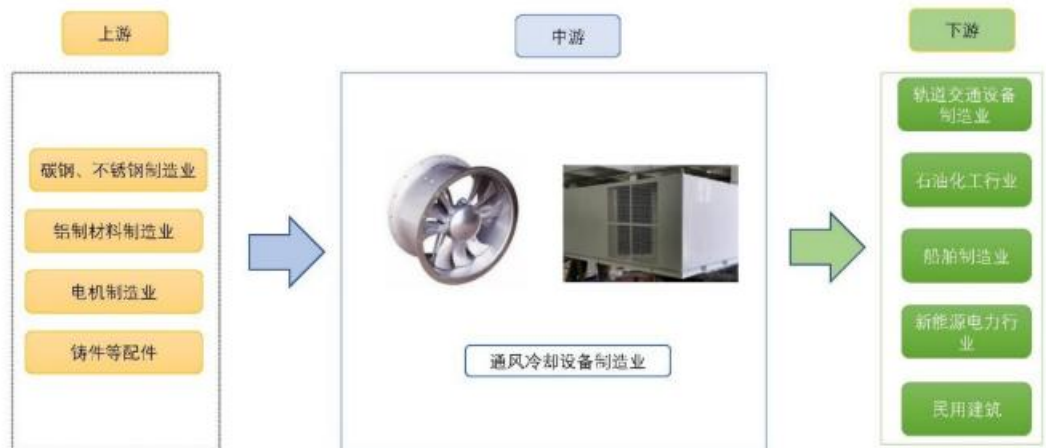 上游
中游
下游
碳钢、不锈钢制造业
铝制材料制造业
电机制造业
铸件等配件
通风冷却设备制造业
轨道交通设备
制造业
石油化工行业
船舶制造业
新能源电力行
业
民用建筑